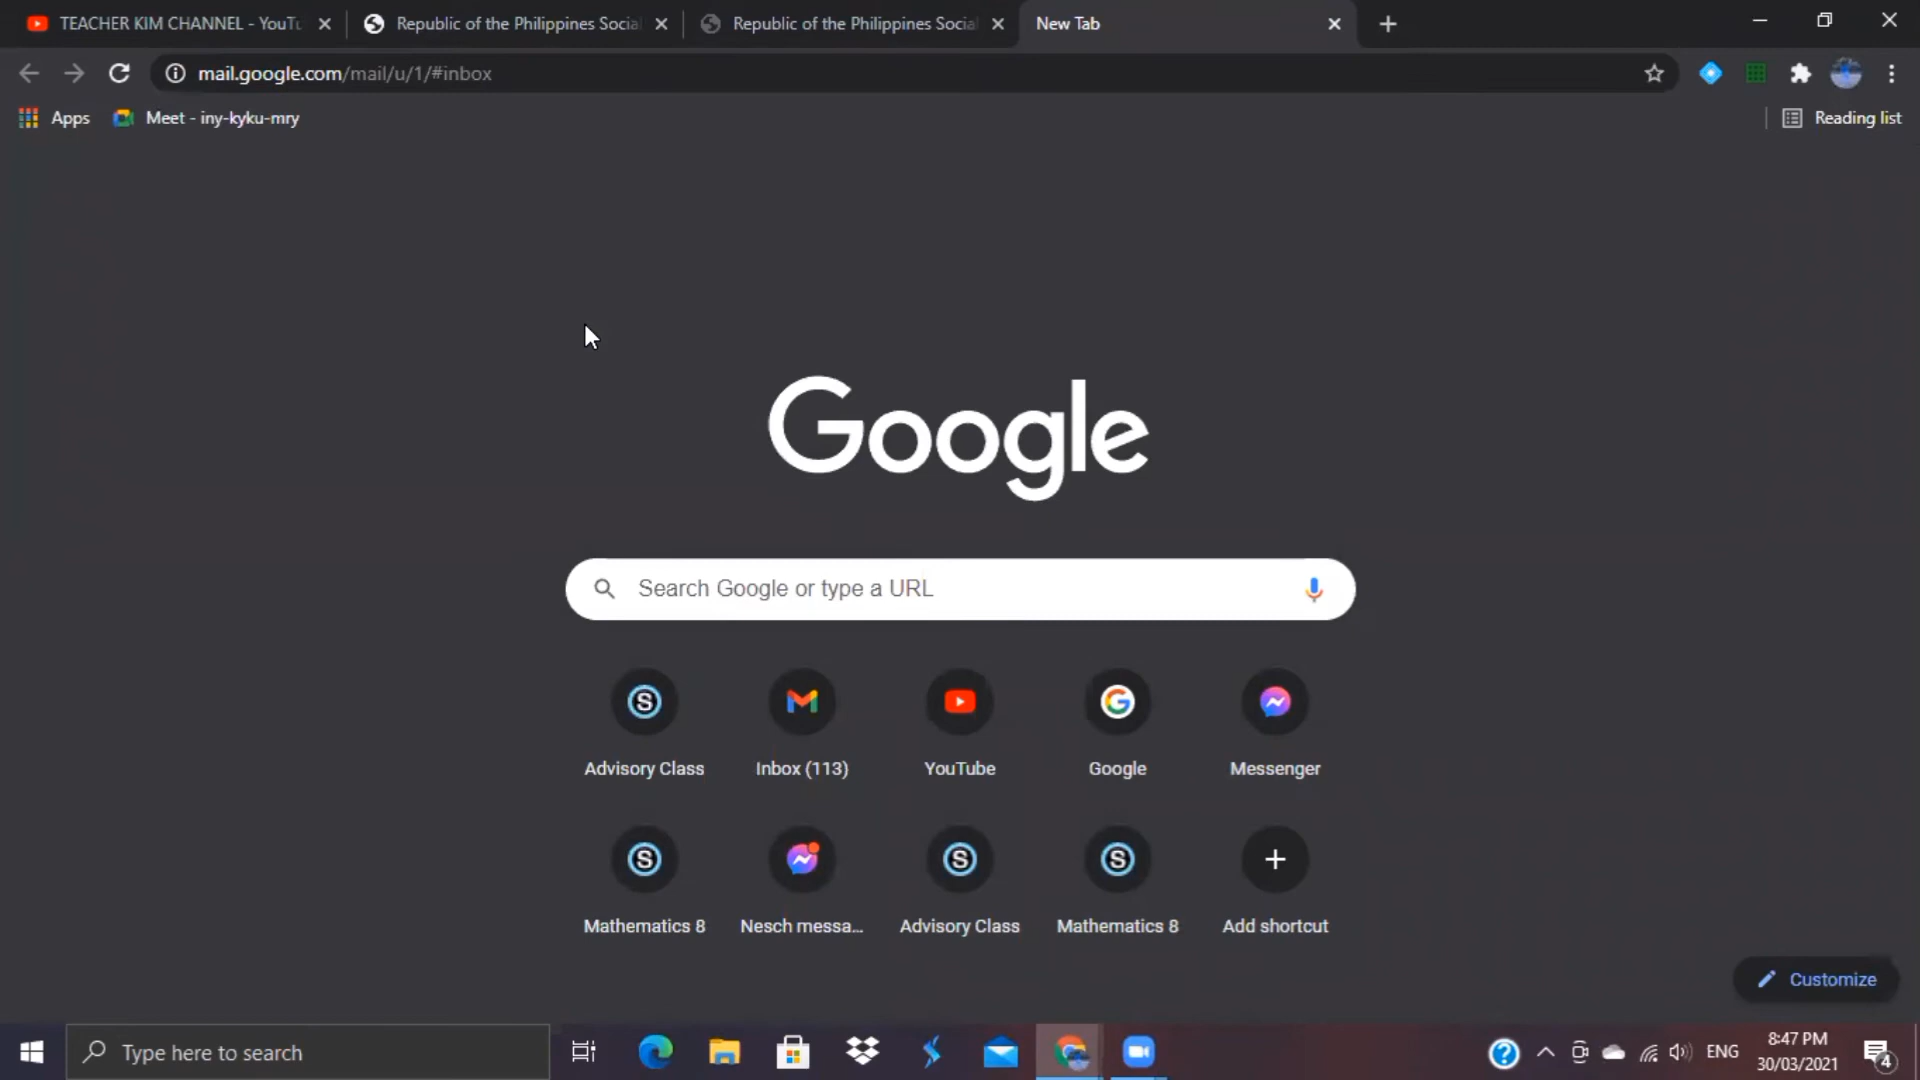 TEACHER KIM CHANNEL - YouTu
Republic of the Philippines Social
Republic of the Philippines Social
New Tab
mail.google.com/mail/u/1/#inbox
Apps
Meet - iny-kyku-mry
Reading list
Google
Search Google or type a URL
Advisory Class
Inbox (113)
YouTube
Google
Messenger
Mathematics 8
Nesch messa...
Advisory Class
Mathematics 8
Add shortcut
Customize
Type here to search
ENG
8:47 PM
30/03/2021
4